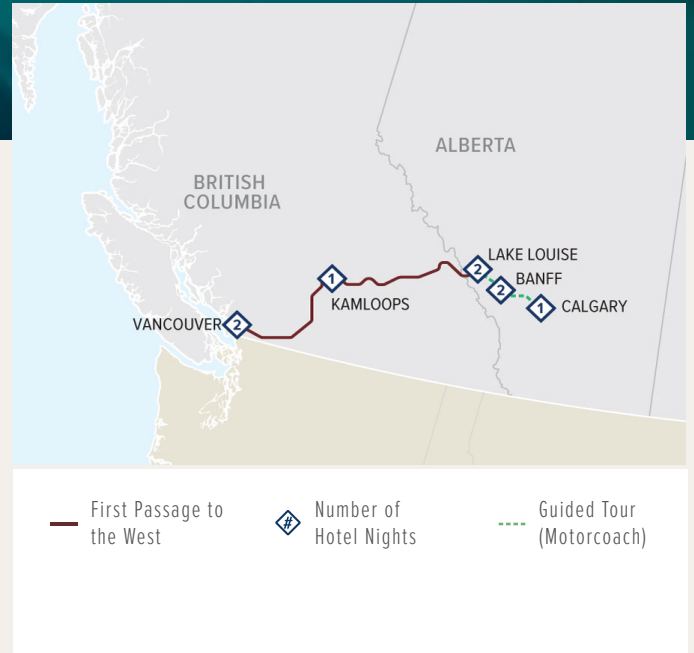 ALBERTA
BRITISH
COLUMBIA
LAKE LOUISE
2
BANFF
2
1
KAMLOOPS
CALGARY
1
VANCOUVER
2
First Passage to
the West
#
Number of
Hotel Nights
Guided Tour
(Motorcoach)